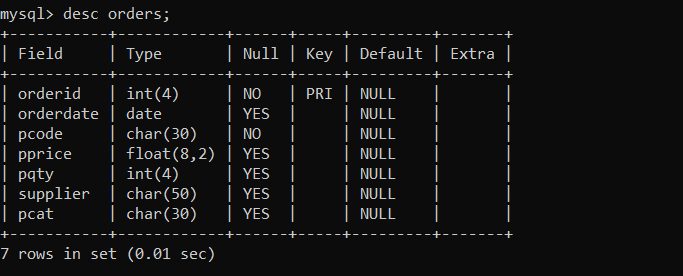 mysql> desc orders;
+-----------+------------+------+-----+---------+-------+
| Field     | Type       | Null | Key | Default | Extra |
+-----------+------------+------+-----+---------+-------+
| orderid   | int(4)     | NO   | PRI | NULL    |       |
| orderdate | date       | YES  |     | NULL    |       |
| pcode     | char(30)   | NO   |     | NULL    |       |
| pprice    | float(8,2) | YES  |     | NULL    |       |
| pqty      | int(4)     | YES  |     | NULL    |       |
| supplier  | char(50)   | YES  |     | NULL    |       |
| pcat      | char(30)   | YES  |     | NULL    |       |
+-----------+------------+------+-----+---------+-------+
7 rows in set (0.01 sec)